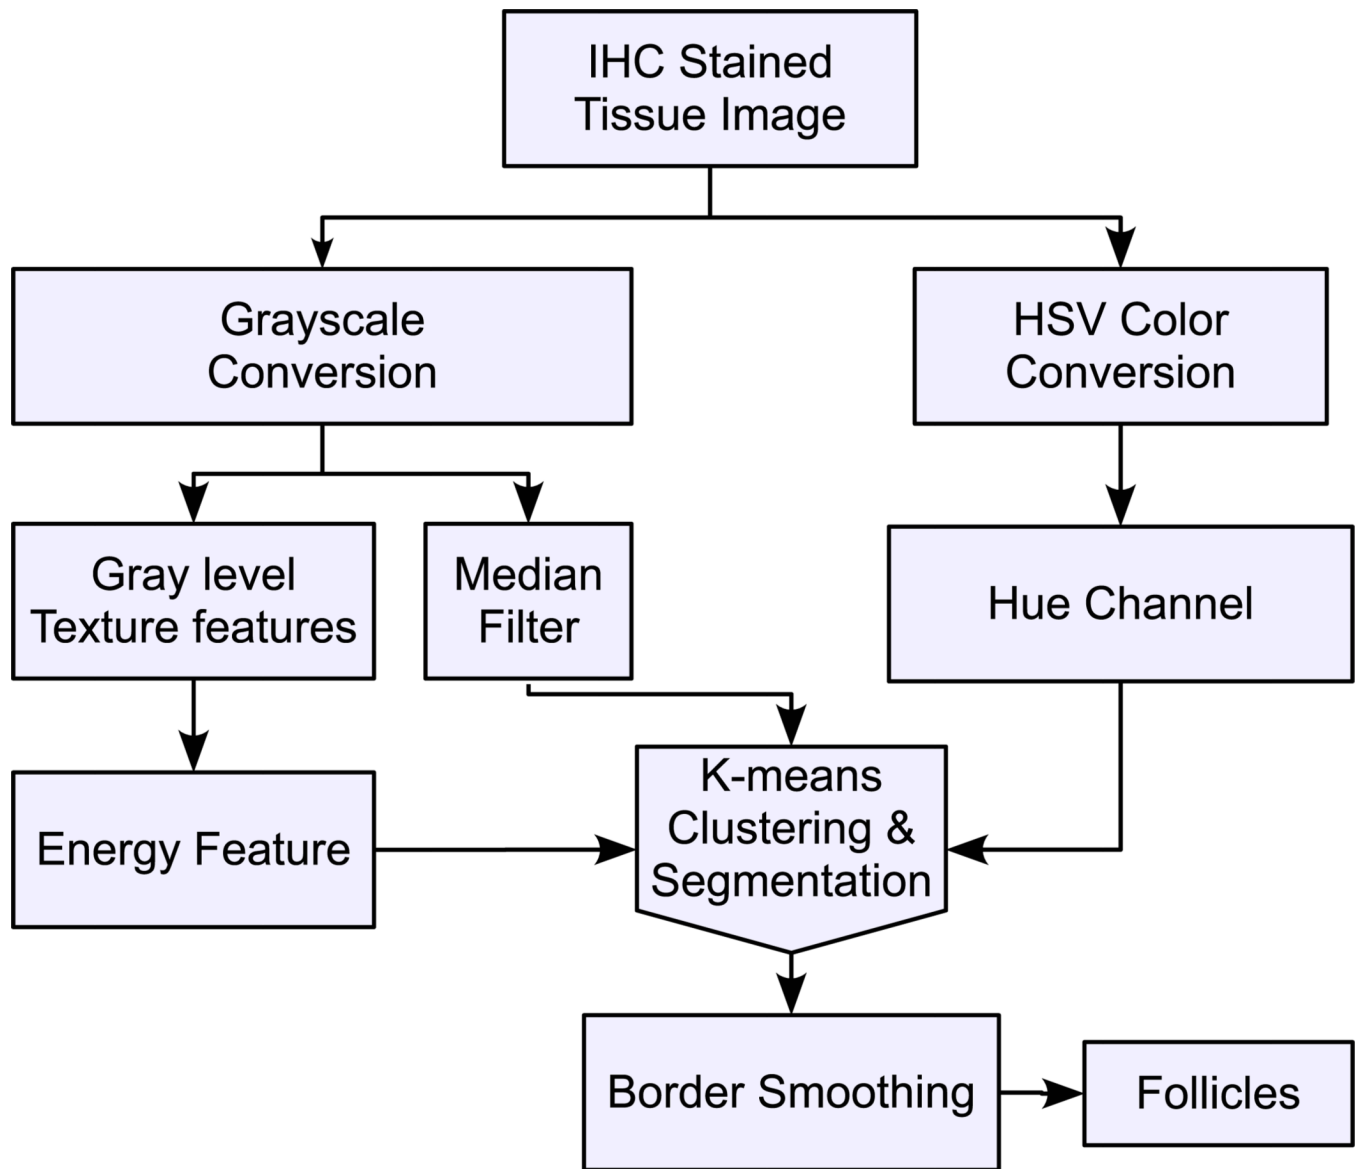 IHC Stained
Tissue Image
Grayscale
Conversion
HSV Color
Conversion
Gray level
Texture features
Median
Filter
Hue Channel
Energy Feature
K-means
Clustering &
Segmentation
Border Smoothing
Follicles